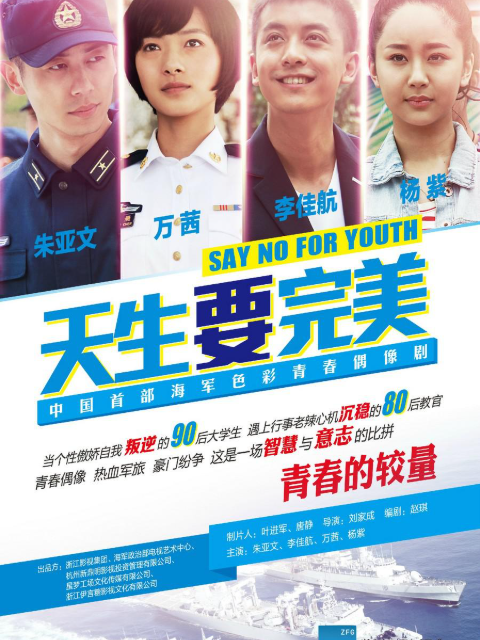 朱亚文
万茜
李佳航
杨紫
SAY NO FOR YOUTH
天生要完美
中国首部海军色彩青春偶像剧
当个性傲娇自我 叛逆的90后大学生 遇上行事老辣心机沉稳的80后教官
青春偶像 热血军旅 豪门纷争 这是一场智慧与意志的比拼
青春的较量
制片人：叶进军、唐静 导演：刘家成 编剧：赵琪
主演：朱亚文、李佳航、万茜、杨紫
出品方：浙江影视集团、海军政治部电视艺术中心、
杭州新鼎明影视投资管理有限公司、
星梦工场文化传媒有限公司、
浙江伊言鼎影视文化有限公司
ZFG